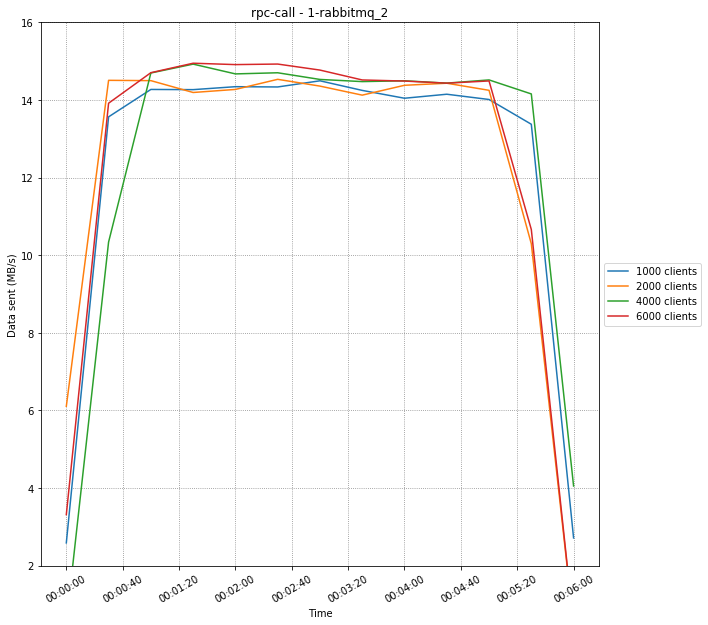 rpc-call - 1-rabbitmq_2
Data sent (MB/s)
16
14
12
10
8
6
4
2
00:00:00
00:00:40
00:01:20
00:02:00
00:02:40
00:03:20
00:04:00
00:04:40
00:05:20
00:06:00
Time
1000 clients
2000 clients
4000 clients
6000 clients